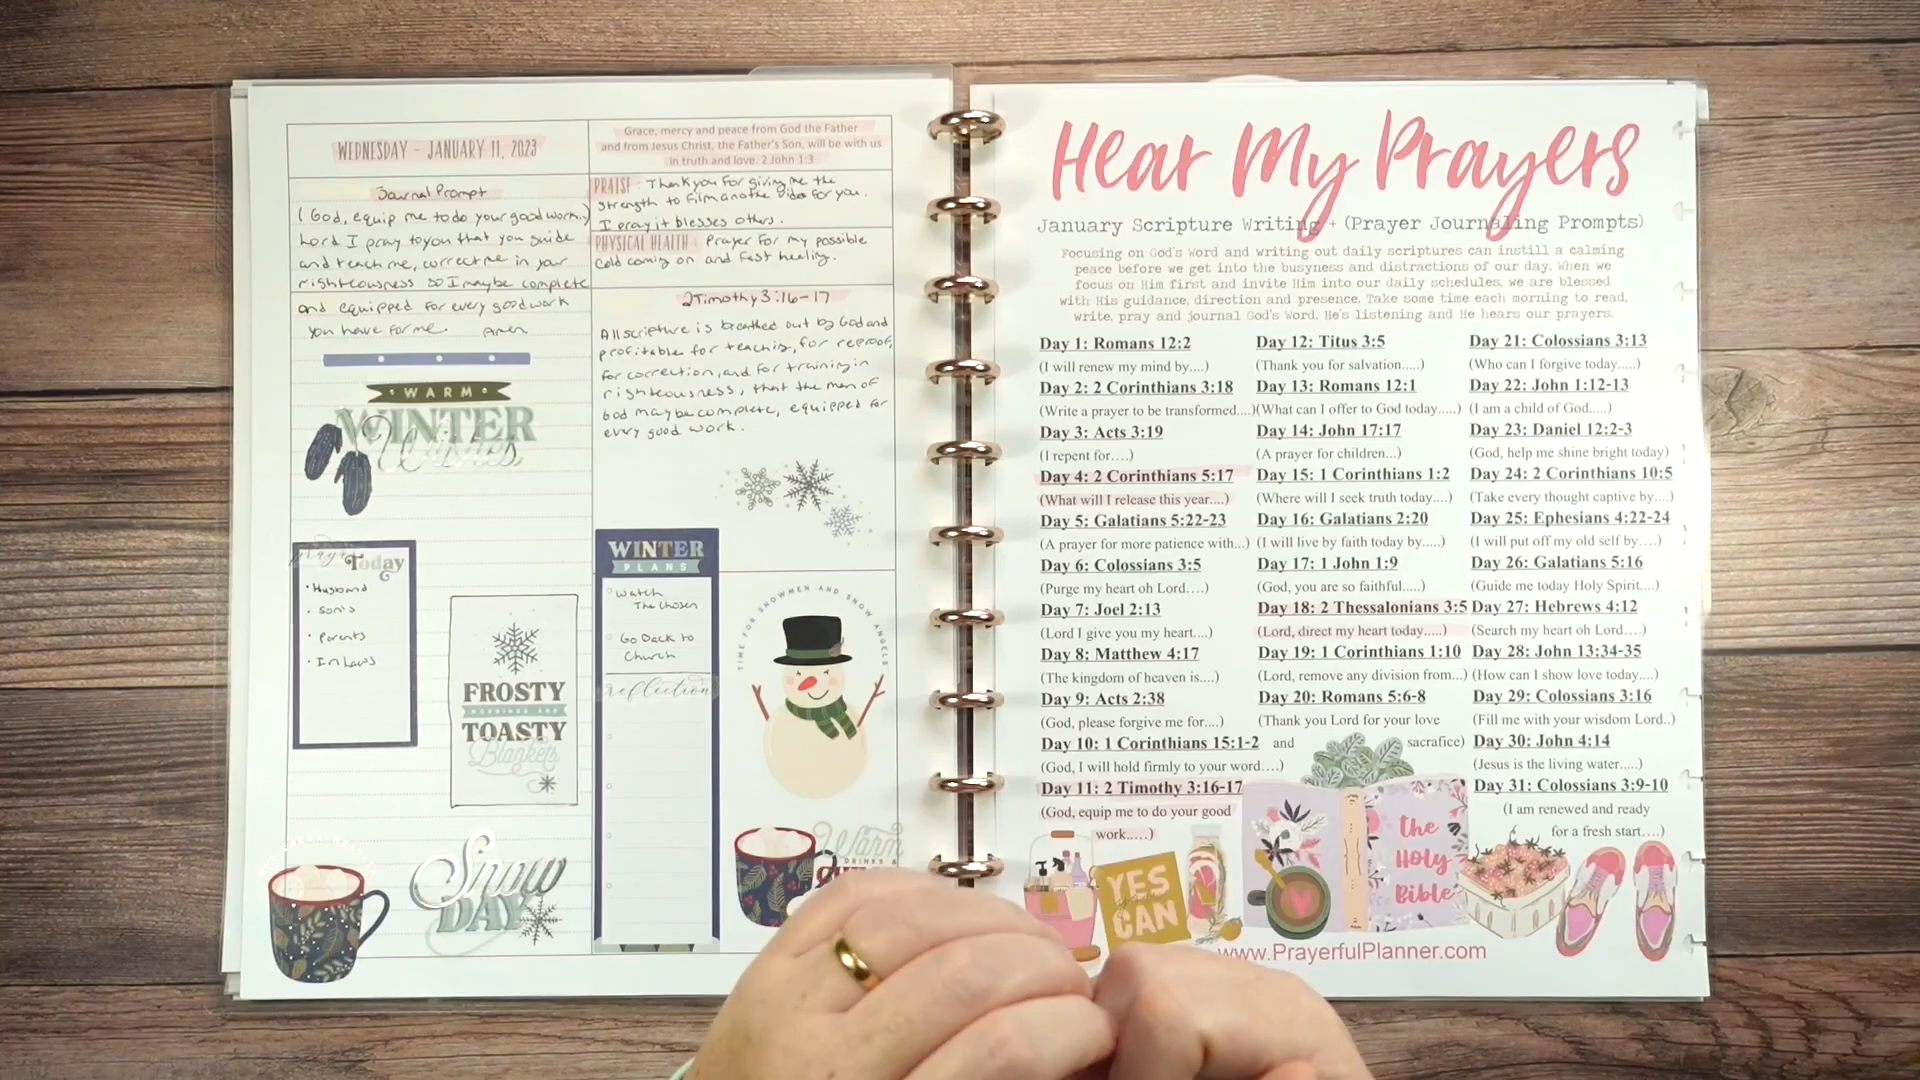 WEDNESDAY - JANUARY 11, 2023
Journal Prompt
(God, equip me to do your good work..)
Lord I pray to you that you guide
and teach me, correct me in your
righteousness so I may be complete
and equipped for every good work
you have for me. Amen
WARM
WINTER
Wishes
Today
Husband
Son's
Parents
In Laws
FROSTY
MORNINGS AND
TOASTY
Blankets
Snow
DAY
Grace, mercy and peace from God the Father
and from Jesus Christ, the Father's Son, will be with us
in truth and love. 2 John 1:3
PRAISE: Thank you for giving me the
strength to film another video for you.
I pray it blesses others.
PHYSICAL HEALTH: Prayer for my possible
cold coming on and fast healing.
2 Timothy 3:16-17
All scripture is breathed out by God and
profitable for teaching, for reproof,
for correction, and for training in
righteousness, that the man of
God may be complete, equipped for
every good work.
WINTER
PLANS
Watch
The Chosen
Go Back to
Church
reflection
TIME FOR SNOWMEN AND SNOW ANGELS
Warm
DRINKS &
Hear My Prayers
January Scripture Writing + (Prayer Journaling Prompts)
Focusing on God's Word and writing out daily scriptures can instill a calming
peace before we get into the busyness and distractions of our day. When we
focus on Him first and invite Him into our daily schedules, we are blessed
with His guidance, direction and presence. Take some time each morning to read,
write, pray and journal God's Word. He's listening and He hears our prayers.
Day 1: Romans 12:2
(I will renew my mind by....)
Day 2: 2 Corinthians 3:18
(Write a prayer to be transformed....)
Day 3: Acts 3:19
(I repent for....)
Day 4: 2 Corinthians 5:17
(What will I release this year....)
Day 5: Galatians 5:22-23
(A prayer for more patience with...)
Day 6: Colossians 3:5
(Purge my heart oh Lord....)
Day 7: Joel 2:13
(Lord I give you my heart....)
Day 8: Matthew 4:17
(The kingdom of heaven is....)
Day 9: Acts 2:38
(God, please forgive me for....)
Day 10: 1 Corinthians 15:1-2
(God, I will hold firmly to your word....)
Day 11: 2 Timothy 3:16-17
(God, equip me to do your good
work.....)
Day 12: Titus 3:5
(Thank you for salvation.....)
Day 13: Romans 12:1
(What can I offer to God today.....)
Day 14: John 17:17
(A prayer for children...)
Day 15: 1 Corinthians 1:2
(Where will I seek truth today....)
Day 16: Galatians 2:20
(I will live by faith today by.....)
Day 17: 1 John 1:9
(God, you are so faithful.....)
Day 18: 2 Thessalonians 3:5
(Lord, direct my heart today.....)
Day 19: 1 Corinthians 1:10
(Lord, remove any division from...)
Day 20: Romans 5:6-8
(Thank you Lord for your love
and sacrafice)
Day 21: Colossians 3:13
(Who can I forgive today.....)
Day 22: John 1:12-13
(I am a child of God.....)
Day 23: Daniel 12:2-3
(God, help me shine bright today)
Day 24: 2 Corinthians 10:5
(Take every thought captive by....)
Day 25: Ephesians 4:22-24
(I will put off my old self by....)
Day 26: Galatians 5:16
(Guide me today Holy Spirit....)
Day 27: Hebrews 4:12
(Search my heart oh Lord....)
Day 28: John 13:34-35
(How can I show love today....)
Day 29: Colossians 3:16
(Fill me with your wisdom Lord..)
Day 30: John 4:14
(Jesus is the living water.....)
Day 31: Colossians 3:9-10
(I am renewed and ready
for a fresh start....)
YES
you
CAN
the
Holy
Bible
www.PrayerfulPlanner.com